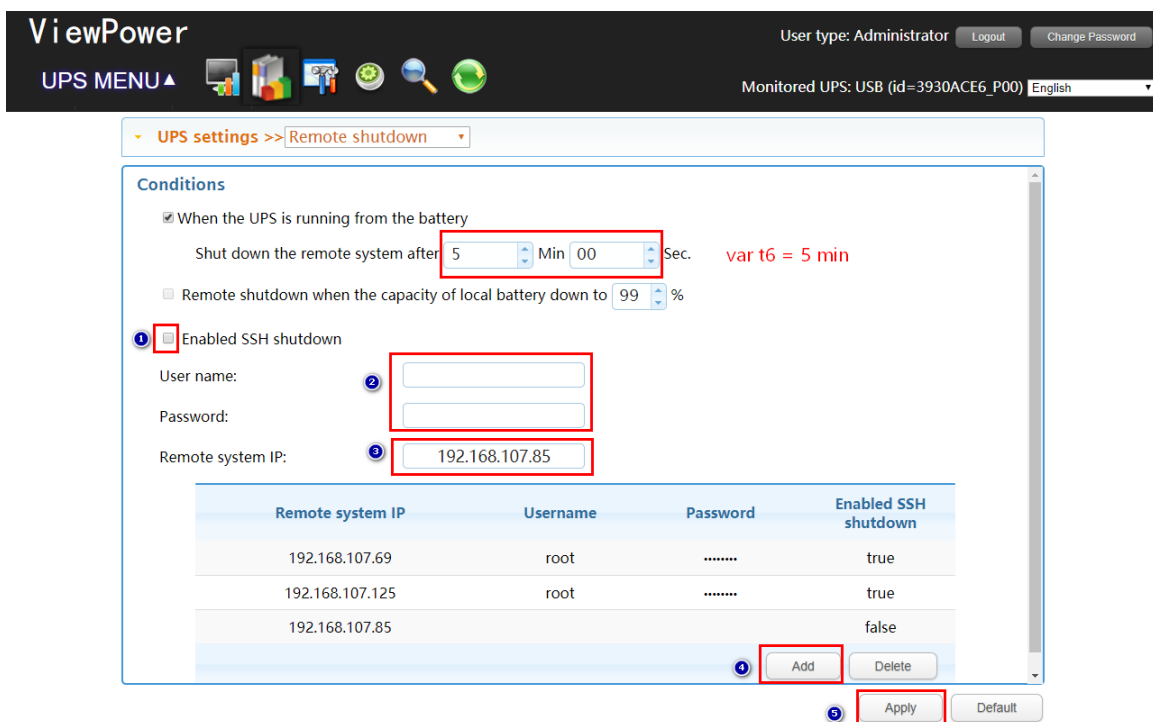 ViewPower
User type: Administrator Logout Change Password
UPS MENU▲
Monitored UPS: USB (id=3930ACE6_P00) English
UPS settings >> Remote shutdown
Conditions
When the UPS is running from the battery
Shut down the remote system after 5 Min 00 Sec. var t6 = 5 min
Remote shutdown when the capacity of local battery down to 99 %
1 Enabled SSH shutdown
User name:
2
Password:
Remote system IP: 3 192.168.107.85
Remote system IP Username Password Enabled SSH shutdown
192.168.107.69 root •••••••• true
192.168.107.125 root •••••••• true
192.168.107.85 false
4 Add Delete
5 Apply Default